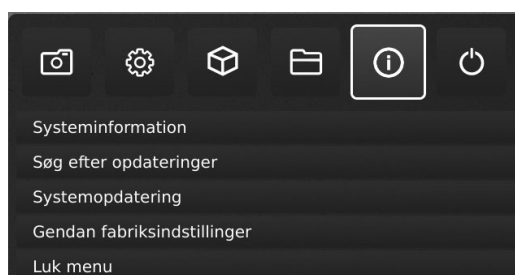 Systeminformation
Søg efter opdateringer
Systemopdatering
Gendan fabriksindstillinger
Luk menu